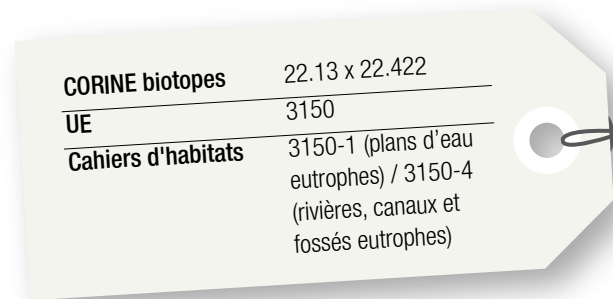 CORINE biotopes 22.13 x 22.422
UE 3150
Cahiers d'habitats 3150-1 (plans d’eau
eutrophes) / 3150-4
(rivières, canaux et
fossés eutrophes)